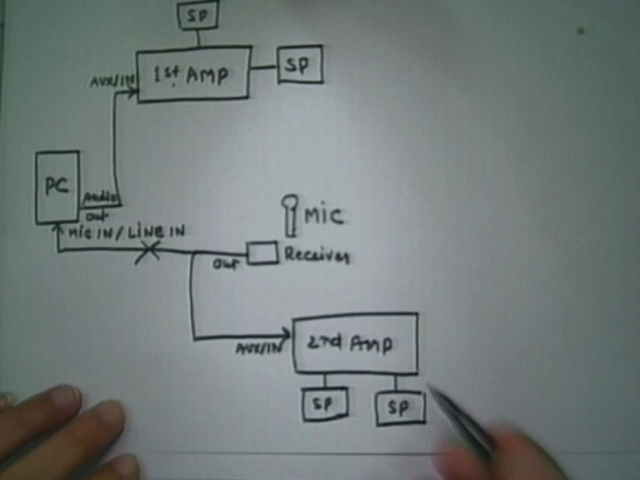 SP
AUX/IN
1st AMP
SP
PC
Audio
out
MIC IN / LINE IN
MIC
out
Receiver
AUX/IN
2nd AMP
SP
SP